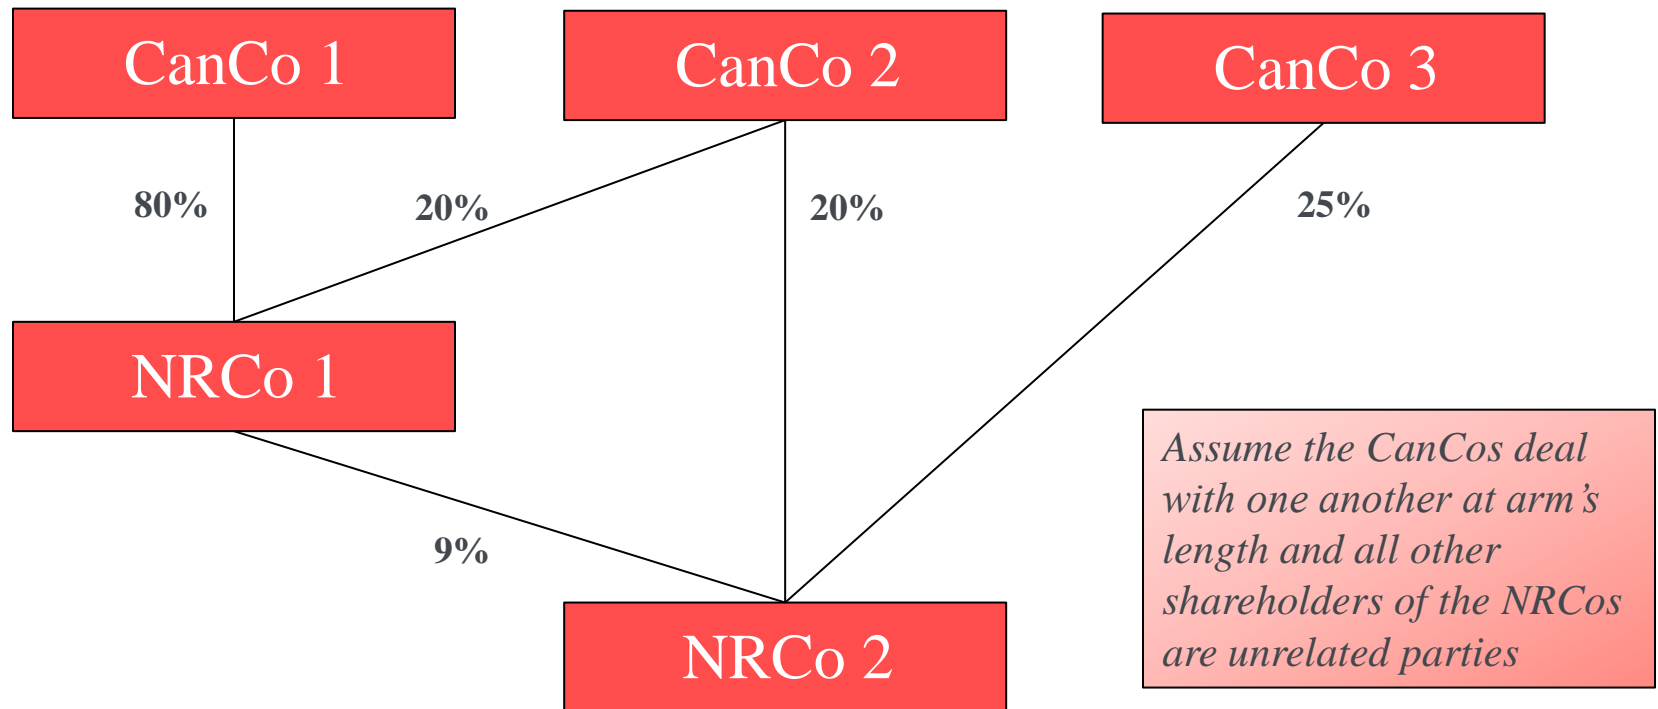 CanCo 1
CanCo 2
CanCo 3
80%
20%
20%
25%
NRCo 1
9%
Assume the CanCos deal
with one another at arm’s
length and all other
shareholders of the NRCos
are unrelated parties
NRCo 2